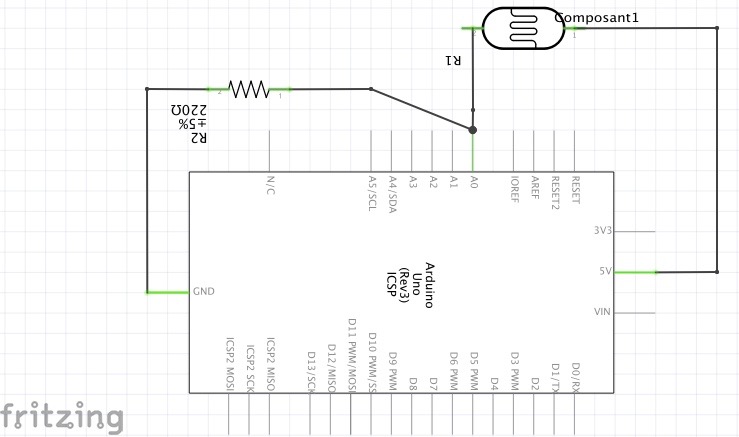 Composant1
1
R1
2
1
220Ω
±5%
R2
N/C
A5/SCL
A4/SDA
A3
A2
A1
A0
IOREF
AREF
RESET2
RESET
3V3
5V
VIN
GND
Arduino
Uno
(Rev3)
ICSP
ICSP2 MOSI
ICSP2 SCK
ICSP2 MISO
D13/SCK
D12/MISO
D11 PWM/MOSI
D10 PWM/SS
D9 PWM
D8
D7
D6 PWM
D5 PWM
D4
D3 PWM
D2
D1/TX
D0/RX
fritzing